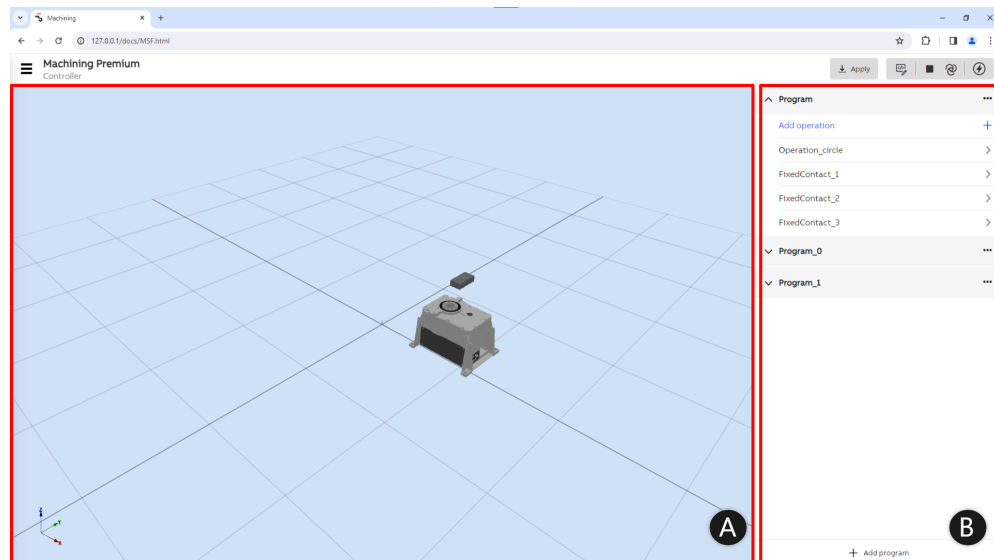 Machining
127.0.0.1/docs/MSF.html
Machining Premium
Controller
Apply
Program
Add operation
Operation_circle
FixedContact_1
FixedContact_2
FixedContact_3
Program_0
Program_1
Z
Y
X
A
B
Add program